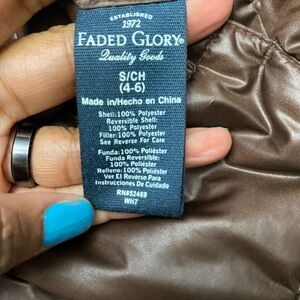 ESTABLISHED
1972
FADED GLORY®
Quality Goods
S/CH
(4-6)
Made in/Hecho en China
Shell:100% Polyester
Reversible Shell:
100% Polyester
Filler:100% Polyester
See Reverse For Care
Funda:100% Poliéster
Funda Reversible:
100% Poliéster
Relleno:100% Poliéster
Ver El Reverso Para
Instrucciones De Cuidado
RN#52469
WH7